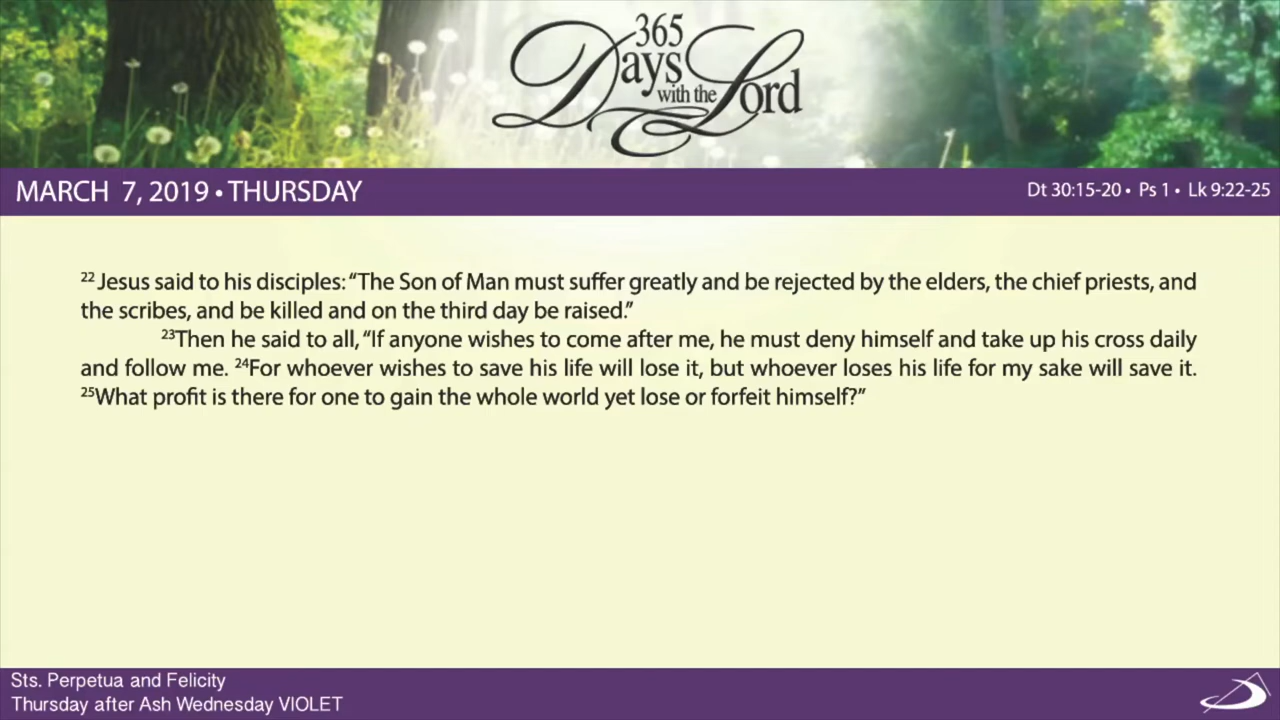 365
Days
with the
Lord
MARCH 7, 2019 • THURSDAY
Dt 30:15-20 • Ps 1 • Lk 9:22-25
22 Jesus said to his disciples: “The Son of Man must suffer greatly and be rejected by the elders, the chief priests, and
the scribes, and be killed and on the third day be raised.”
23Then he said to all, “If anyone wishes to come after me, he must deny himself and take up his cross daily
and follow me. 24For whoever wishes to save his life will lose it, but whoever loses his life for my sake will save it.
25What profit is there for one to gain the whole world yet lose or forfeit himself?”
Sts. Perpetua and Felicity
Thursday after Ash Wednesday VIOLET